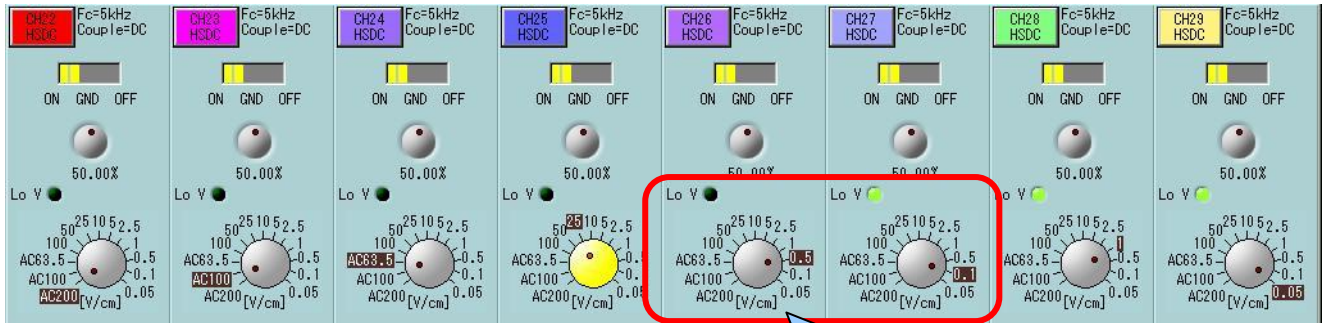 CH22 HSDC Fc=5kHz Couple=DC
ON GND OFF
50.00%
Lo V
AC200 AC100 AC63.5 100 50 25 10 5 2.5 1 0.5 0.1 0.05
[V/cm]
CH23 HSDC Fc=5kHz Couple=DC
ON GND OFF
50.00%
Lo V
AC200 AC100 AC63.5 100 50 25 10 5 2.5 1 0.5 0.1 0.05
[V/cm]
CH24 HSDC Fc=5kHz Couple=DC
ON GND OFF
50.00%
Lo V
AC200 AC100 AC63.5 100 50 25 10 5 2.5 1 0.5 0.1 0.05
[V/cm]
CH25 HSDC Fc=5kHz Couple=DC
ON GND OFF
50.00%
Lo V
AC200 AC100 AC63.5 100 50 25 10 5 2.5 1 0.5 0.1 0.05
[V/cm]
CH26 HSDC Fc=5kHz Couple=DC
ON GND OFF
50.00%
Lo V
AC200 AC100 AC63.5 100 50 25 10 5 2.5 1 0.5 0.1 0.05
[V/cm]
CH27 HSDC Fc=5kHz Couple=DC
ON GND OFF
50.00%
Lo V
AC200 AC100 AC63.5 100 50 25 10 5 2.5 1 0.5 0.1 0.05
[V/cm]
CH28 HSDC Fc=5kHz Couple=DC
ON GND OFF
50.00%
Lo V
AC200 AC100 AC63.5 100 50 25 10 5 2.5 1 0.5 0.1 0.05
[V/cm]
CH29 HSDC Fc=5kHz Couple=DC
ON GND OFF
50.00%
Lo V
AC200 AC100 AC63.5 100 50 25 10 5 2.5 1 0.5 0.1 0.05
[V/cm]